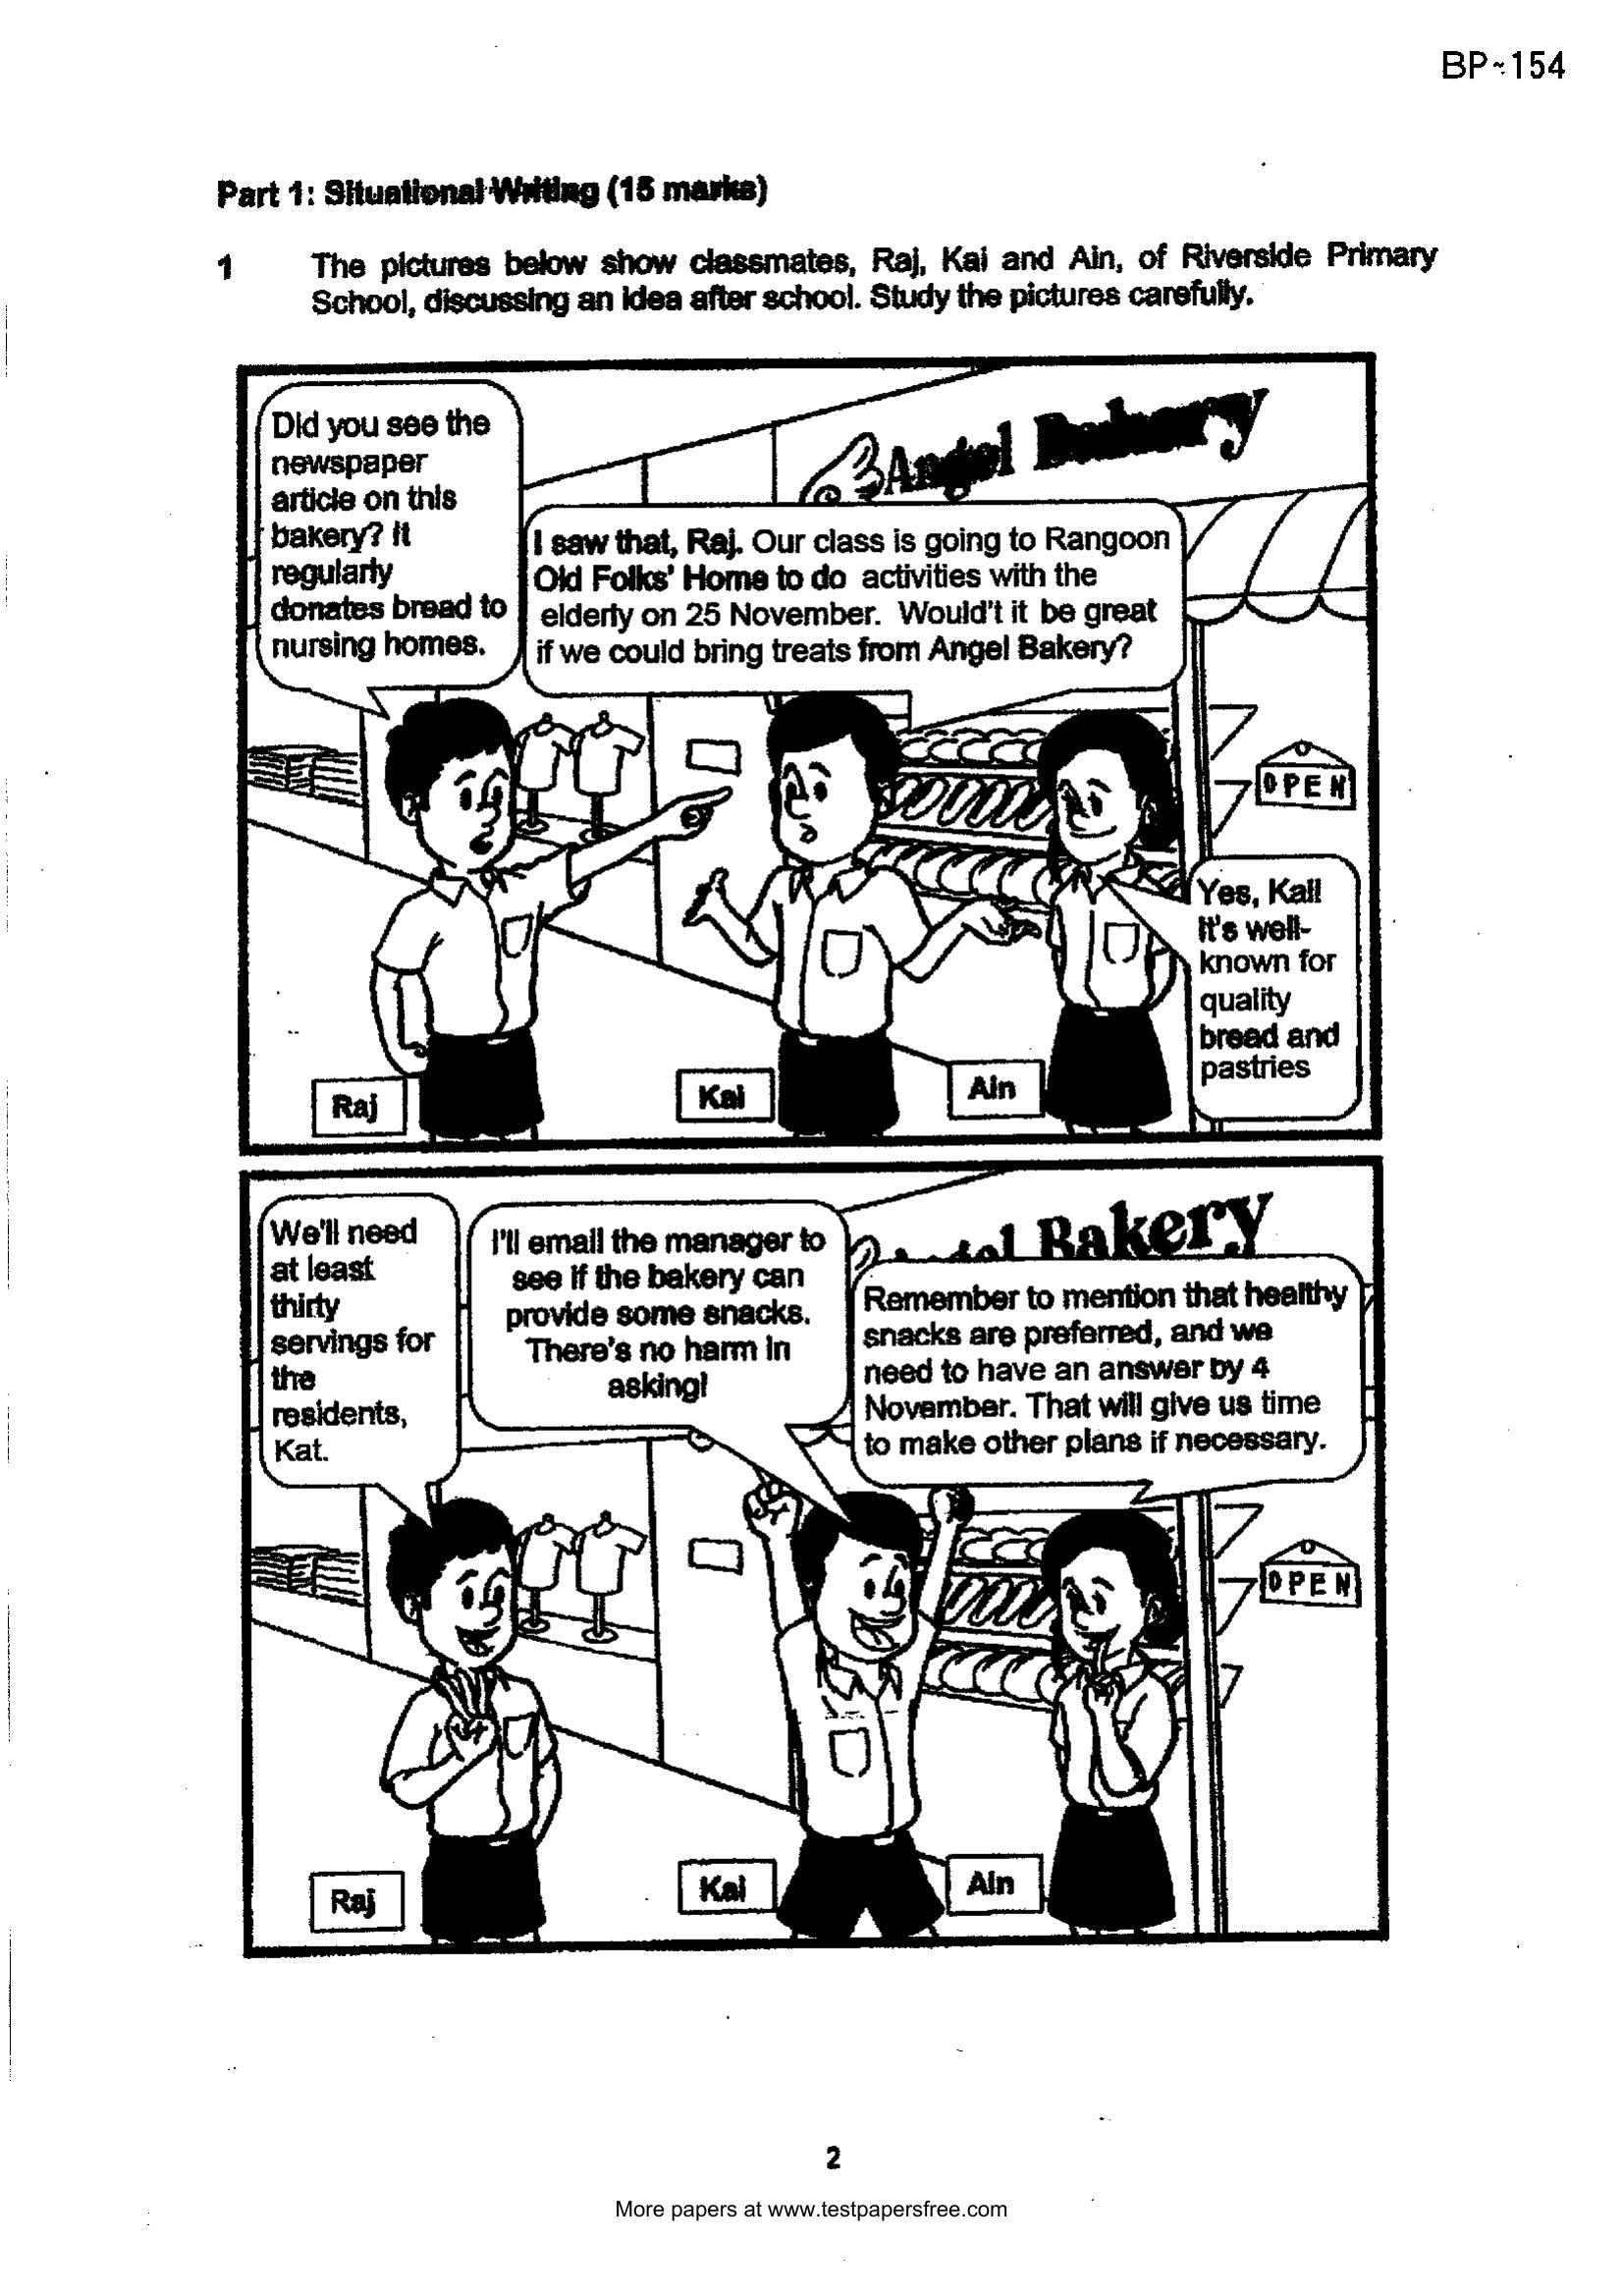 BP~154
Part 1: Situational Writing (15 marks)
1 The pictures below show classmates, Raj, Kai and Ain, of Riverside Primary
School, discussing an idea after school. Study the pictures carefully.
Angel Bakery
Did you see the
newspaper
article on this
bakery? It
regularly
donates bread to
nursing homes.
I saw that, Raj. Our class is going to Rangoon
Old Folks' Home to do activities with the
elderly on 25 November. Would't it be great
if we could bring treats from Angel Bakery?
OPEN
Yes, Kai!
It's well-
known for
quality
bread and
pastries
Raj
Kai
Ain
Bakery
We'll need
at least
thirty
servings for
the
residents,
Kat.
I'll email the manager to
see if the bakery can
provide some snacks.
There's no harm in
asking!
Remember to mention that healthy
snacks are preferred, and we
need to have an answer by 4
November. That will give us time
to make other plans if necessary.
OPEN
Raj
Kai
Ain
2
More papers at www.testpapersfree.com